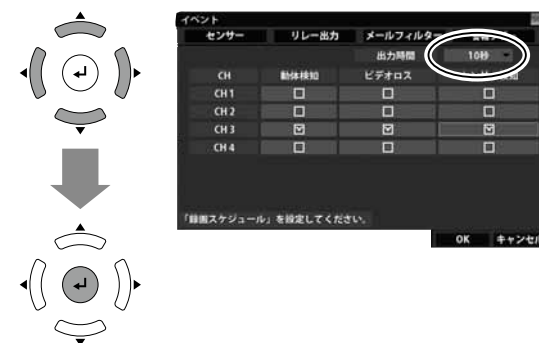 イベント
センサー リレー出力 メールフィルター
出力時間 10秒
CH 動体検知 ビデオロス
CH 1
CH 2
CH 3
CH 4
「録画スケジュール」を設定してください。
OK キャンセル